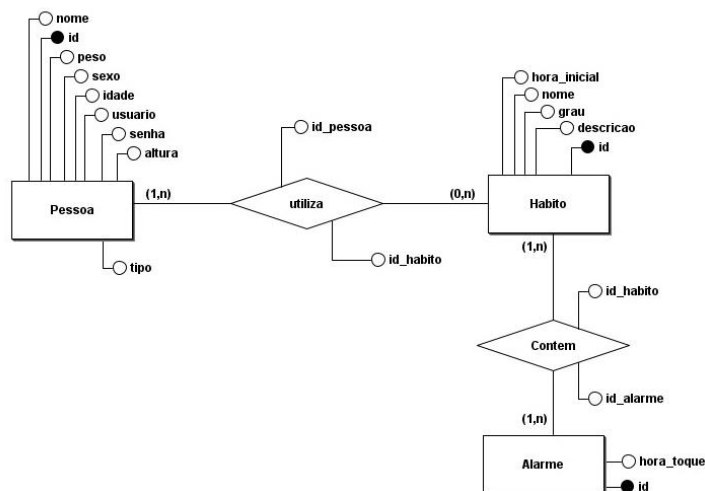 nome
id
peso
sexo
idade
usuario
senha
altura
Pessoa
tipo
(1,n)
id_pessoa
utiliza
id_habito
(0,n)
hora_inicial
nome
grau
descricao
id
Habito
(1,n)
id_habito
Contem
id_alarme
(1,n)
Alarme
hora_toque
id